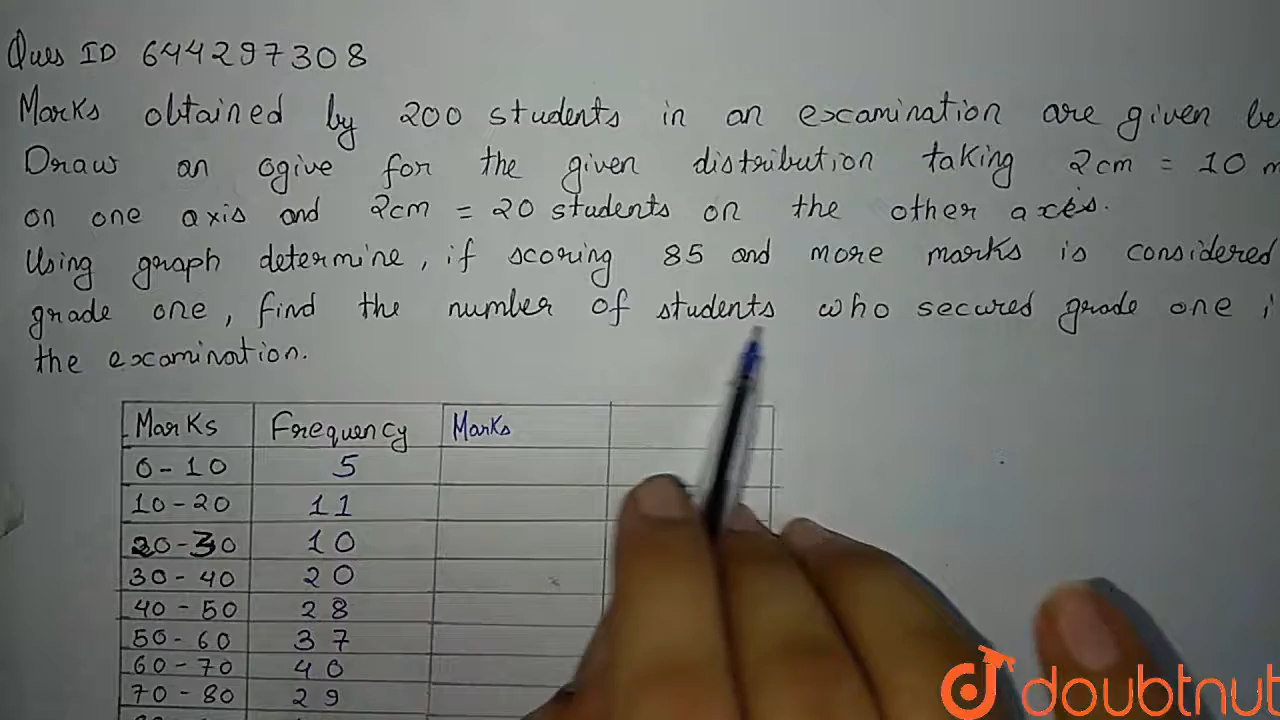 Ques ID 644297308
Marks obtained by 200 students in an examination are given be
Draw an ogive for the given distribution taking 2cm = 10 m
on one axis and 2cm = 20 students on the other axis.
Using graph determine, if scoring 85 and more marks is considered
grade one, find the number of students who secured grade one i
the examination.
Marks Frequency Marks
0-10 5
10-20 11
20-30 10
30-40 20
40-50 28
50-60 37
60-70 40
70-80 29
doubtnut